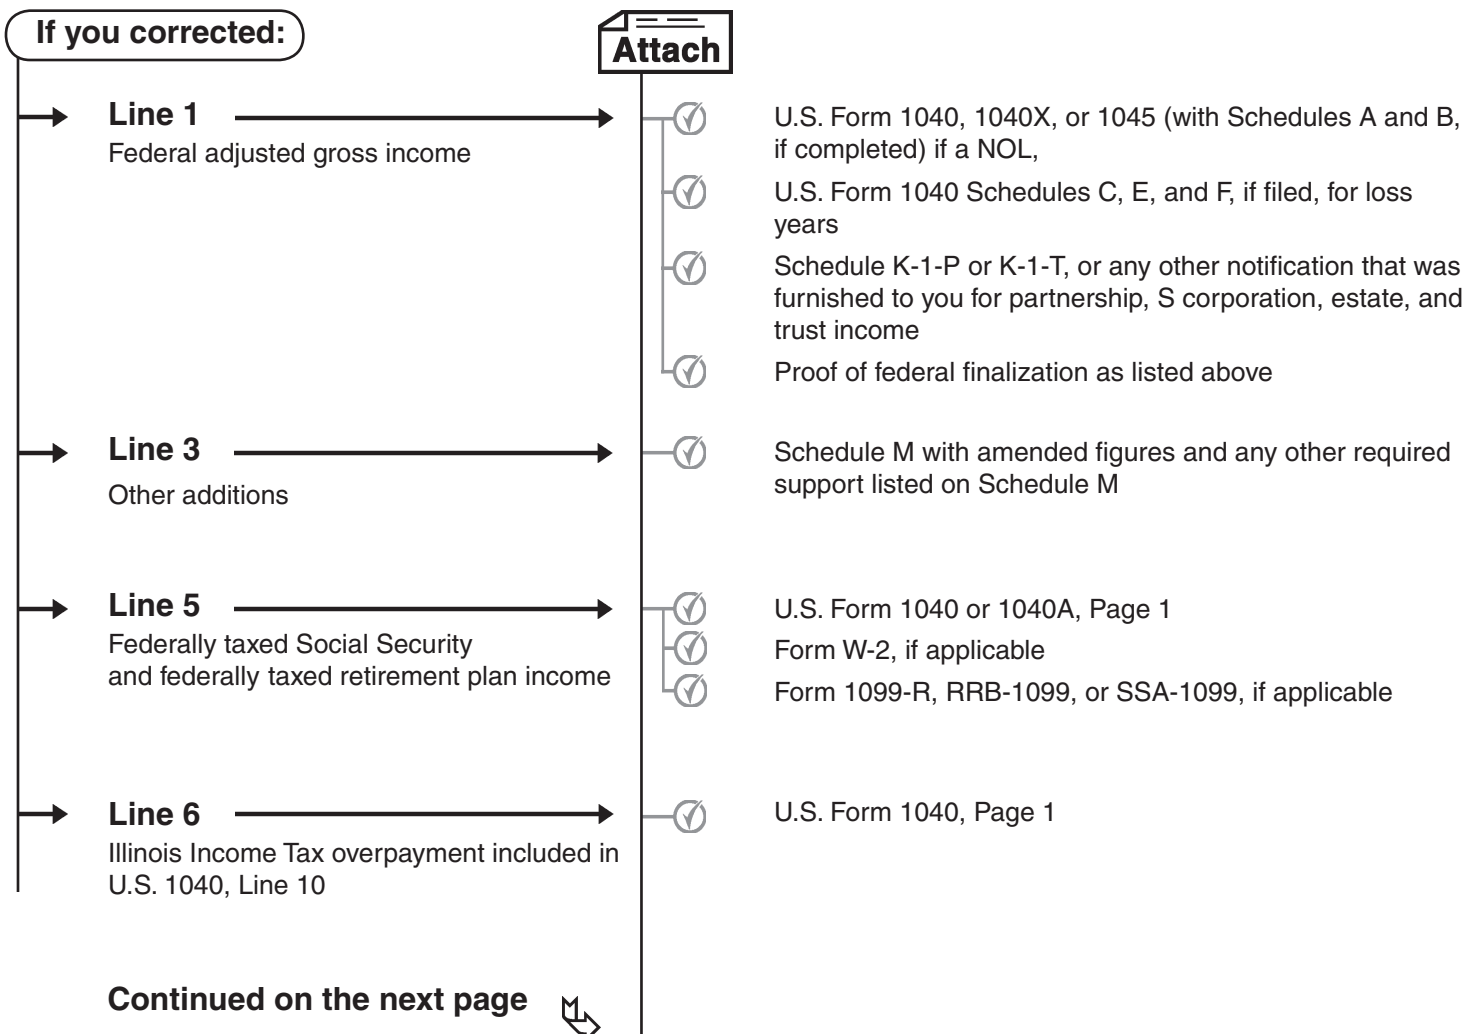 If you corrected:
Attach
Line 1
Federal adjusted gross income
U.S. Form 1040, 1040X, or 1045 (with Schedules A and B,
if completed) if a NOL,
U.S. Form 1040 Schedules C, E, and F, if filed, for loss
years
Schedule K-1-P or K-1-T, or any other notification that was
furnished to you for partnership, S corporation, estate, and
trust income
Proof of federal finalization as listed above
Line 3
Other additions
Schedule M with amended figures and any other required
support listed on Schedule M
Line 5
Federally taxed Social Security
and federally taxed retirement plan income
U.S. Form 1040 or 1040A, Page 1
Form W-2, if applicable
Form 1099-R, RRB-1099, or SSA-1099, if applicable
Line 6
Illinois Income Tax overpayment included in
U.S. 1040, Line 10
U.S. Form 1040, Page 1
Continued on the next page